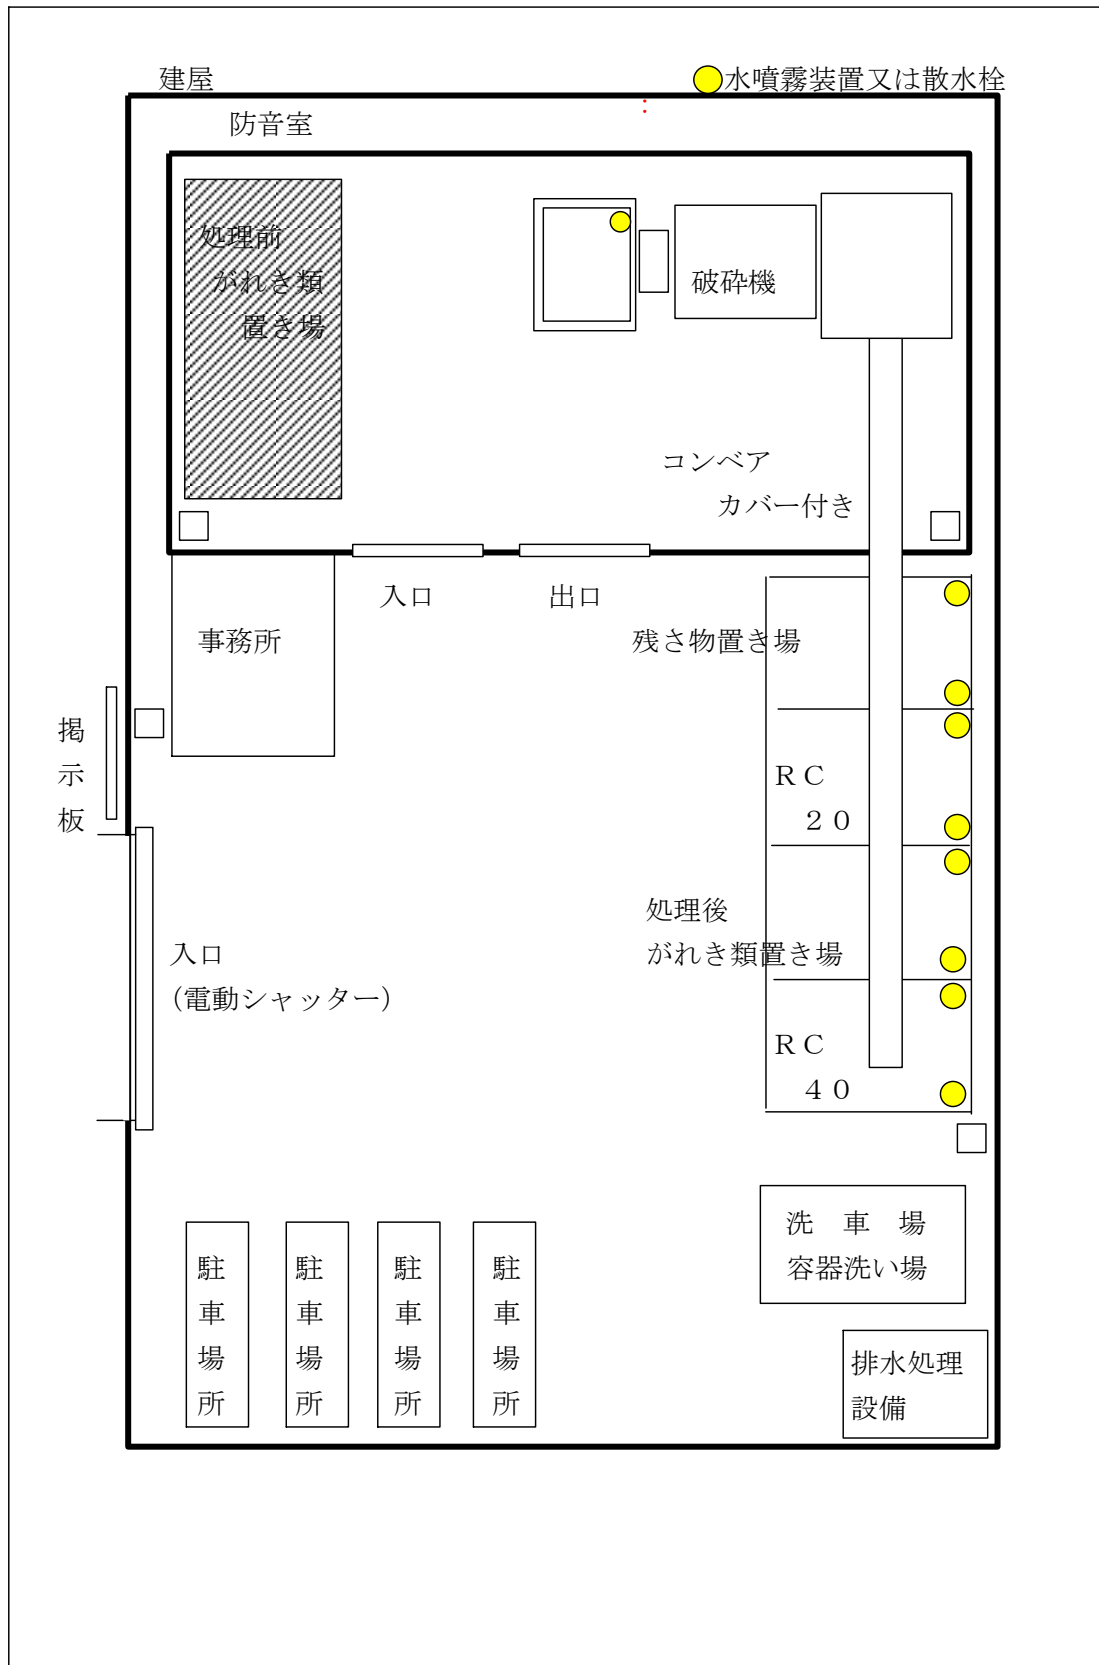 建屋
水噴霧装置又は散水栓
防音室
処理前
がれき類
置き場
破砕機
コンベア
カバー付き
入口
出口
事務所
残さ物置き場
掲示板
ＲＣ
２０
処理後
がれき類置き場
入口
（電動シャッター）
ＲＣ
４０
洗　車　場
容器洗い場
駐車場所
駐車場所
駐車場所
駐車場所
排水処理
設備